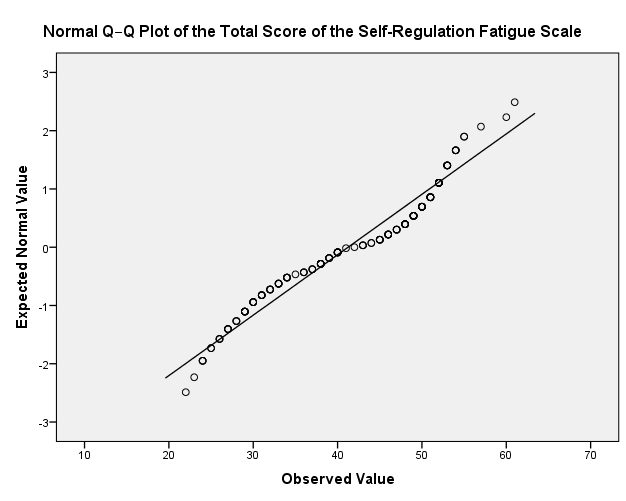 Normal Q–Q Plot of the Total Score of the Self-Regulation Fatigue Scale
3
2
1
0
-1
-2
-3
Expected Normal Value
10 20 30 40 50 60 70
Observed Value